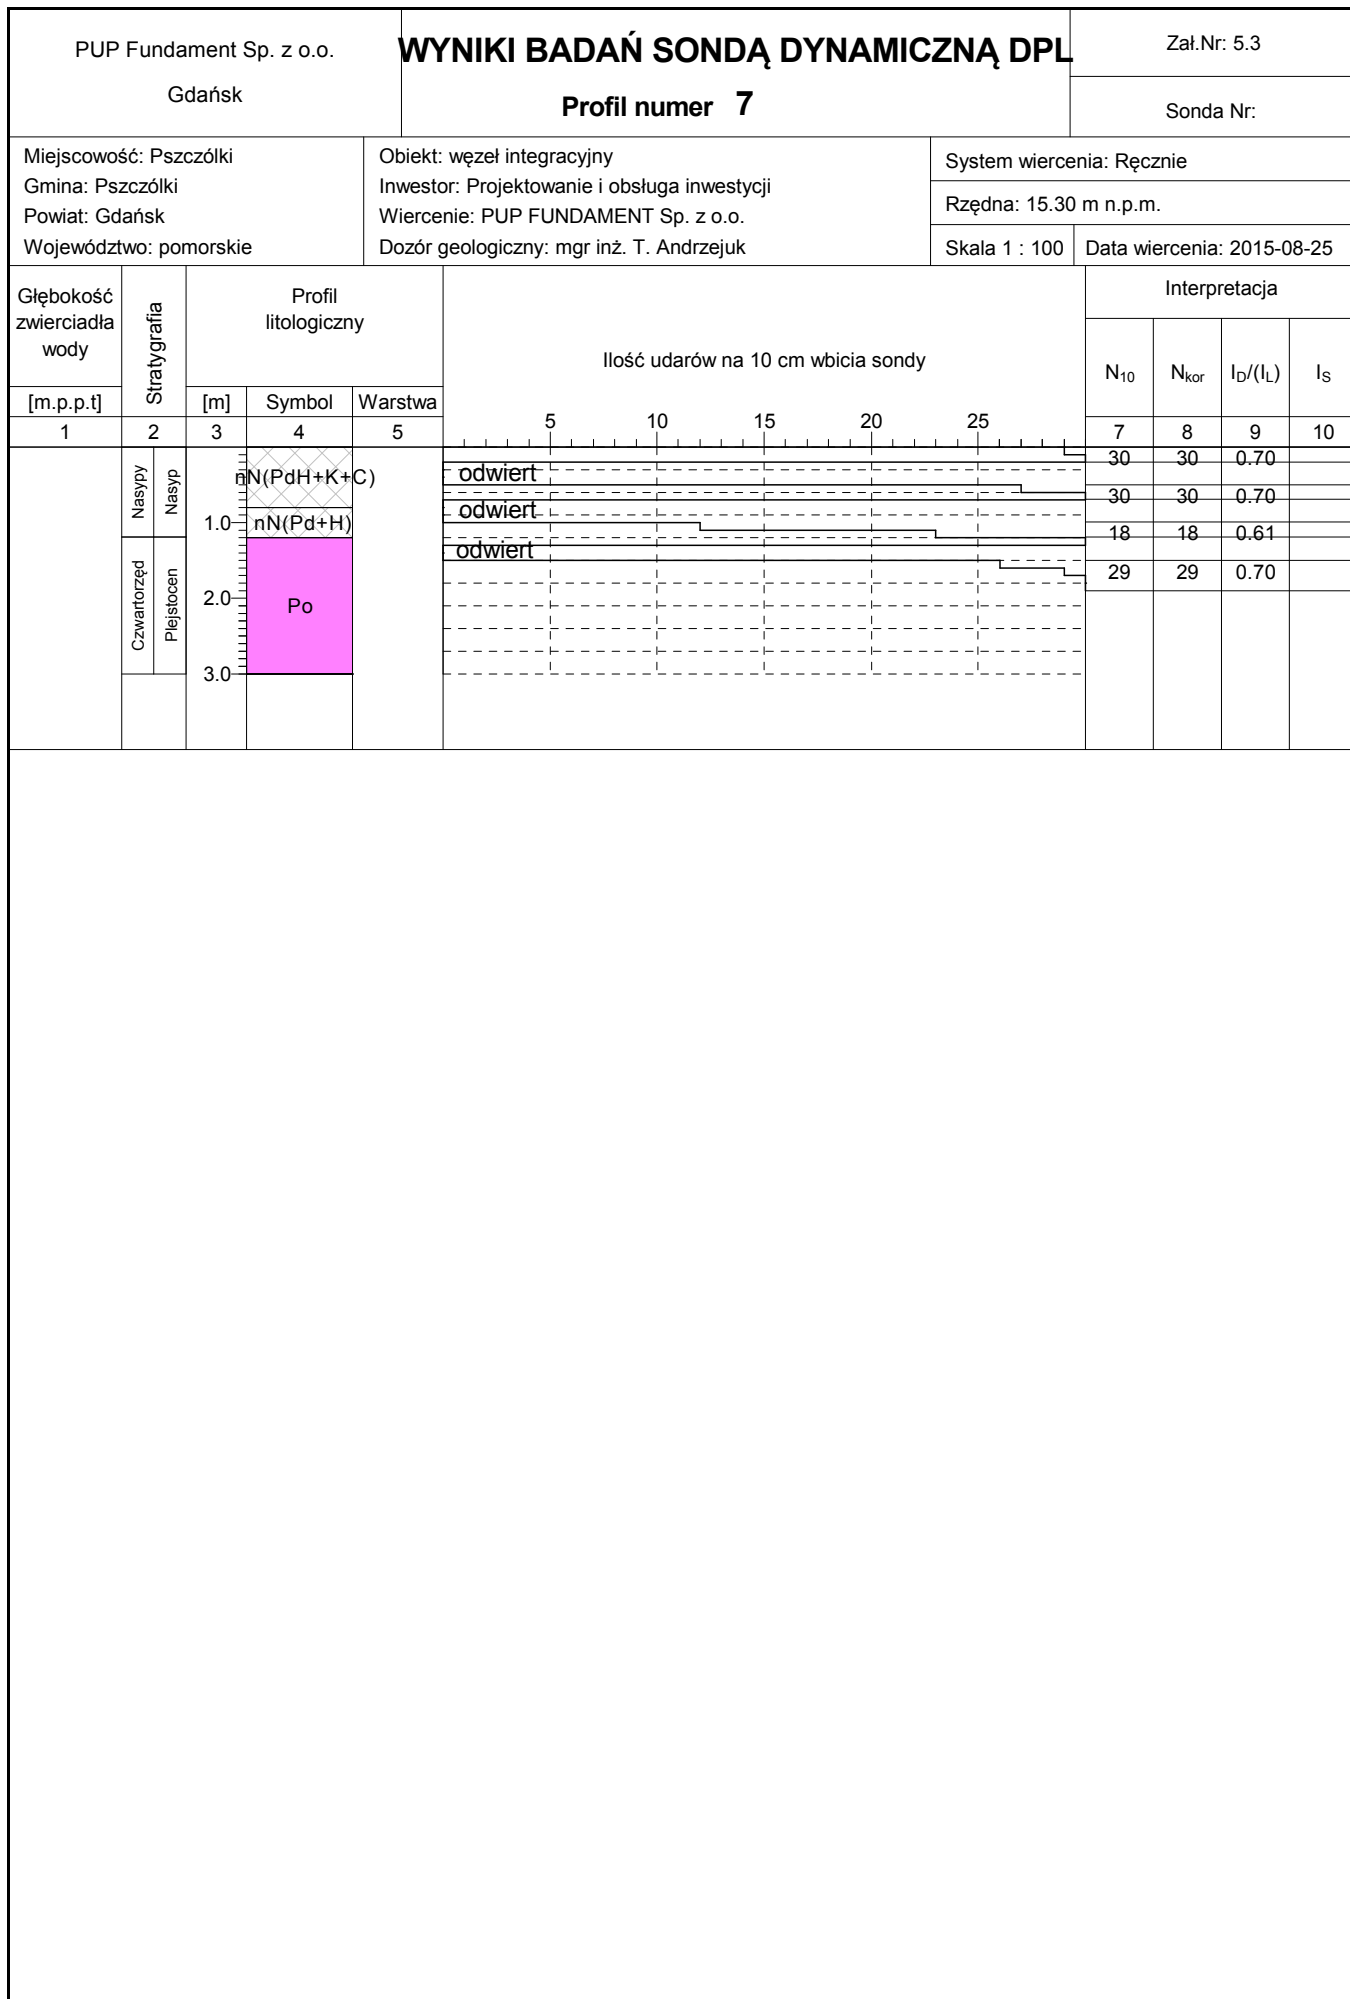 PUP Fundament Sp. z o.o.
Gdańsk
WYNIKI BADAŃ SONDĄ DYNAMICZNĄ DPL
Profil numer 7
Zał.Nr: 5.3
Sonda Nr:
Miejscowość: Pszczólki
Gmina: Pszczólki
Powiat: Gdańsk
Województwo: pomorskie
Obiekt: węzeł integracyjny
Inwestor: Projektowanie i obsługa inwestycji
Wiercenie: PUP FUNDAMENT Sp. z o.o.
Dozór geologiczny: mgr inż. T. Andrzejuk
System wiercenia: Ręcznie
Rzędna: 15.30 m n.p.m.
Skala 1 : 100
Data wiercenia: 2015-08-25
Głębokość
zwierciadła
wody
[m.p.p.t]
Stratygrafia
Profil
litologiczny
[m] Symbol Warstwa
Ilość udarów na 10 cm wbicia sondy
5 10 15 20 25
Interpretacja
N10 Nkor ID/(IL) IS
1 2 3 4 5 7 8 9 10
Nasypy
Nasyp
Czwartorzęd
Plejstocen
1.0
2.0
3.0
nN(PdH+K+C)
nN(Pd+H)
Po
odwiert
odwiert
odwiert
30 30 0.70
30 30 0.70
18 18 0.61
29 29 0.70